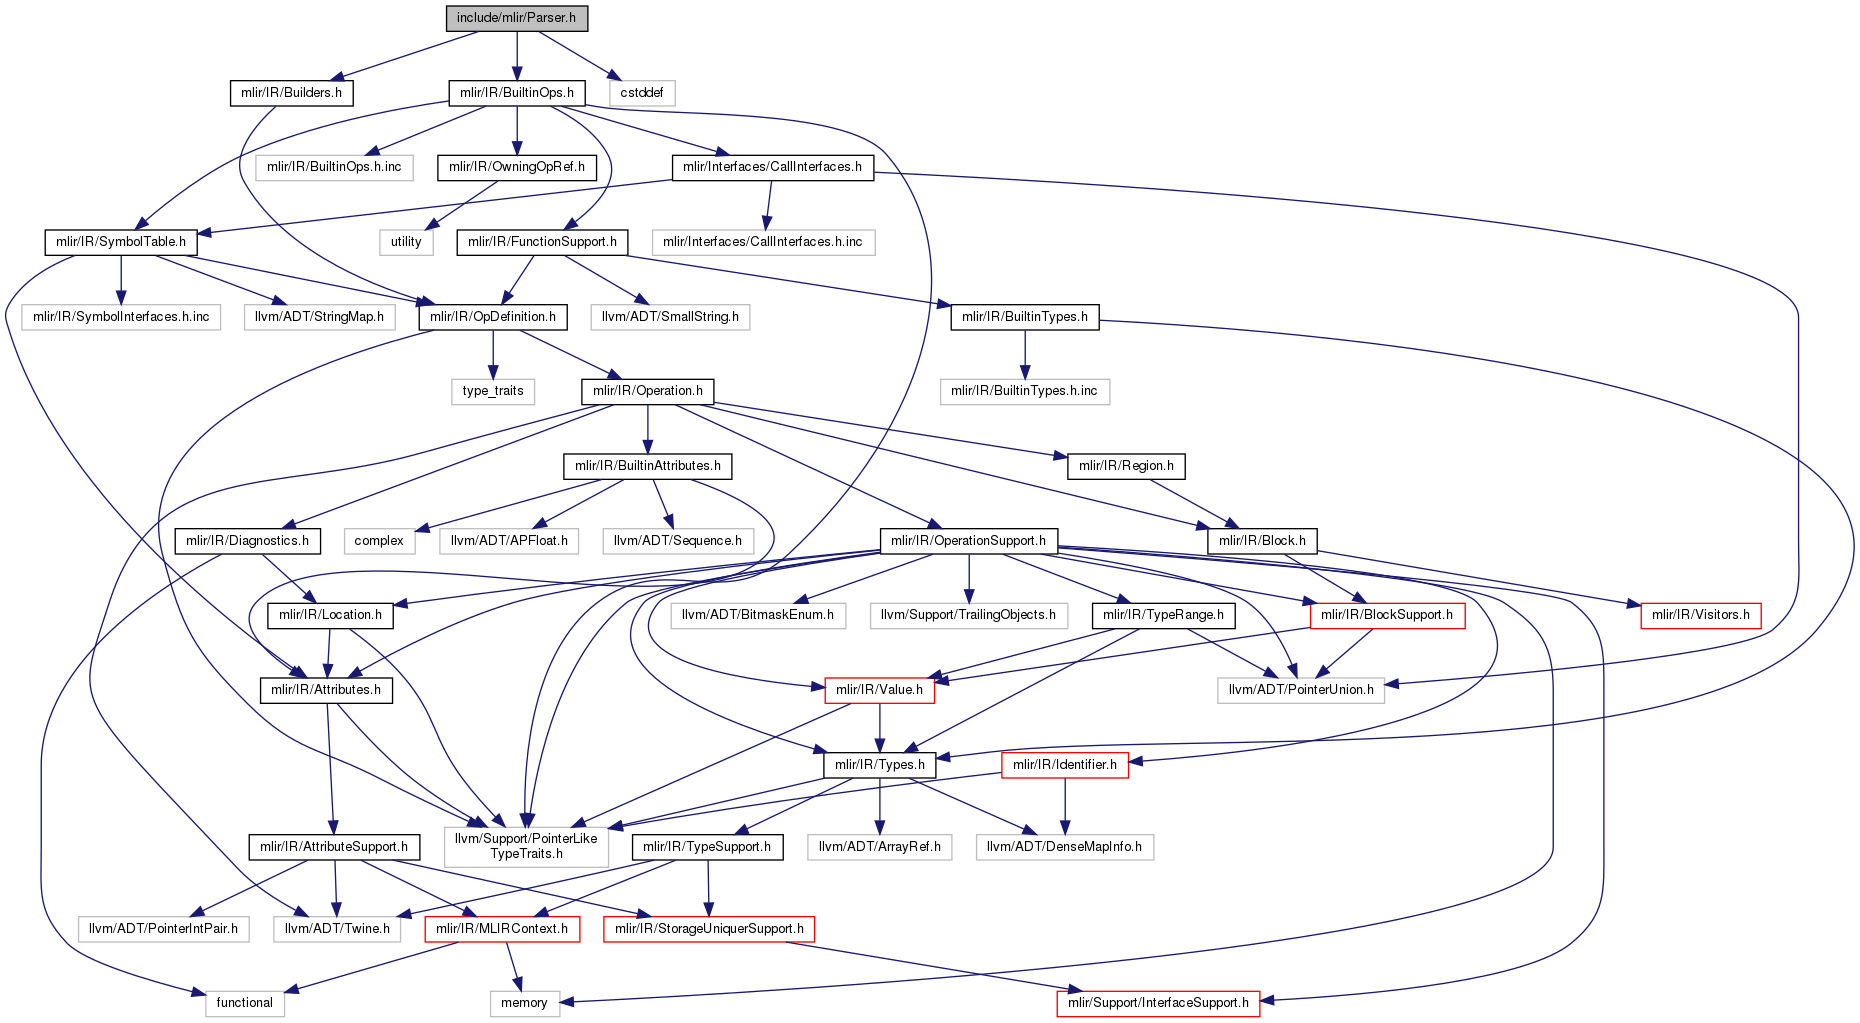 include/mlir/Parser.h
mlir/IR/Builders.h
mlir/IR/BuiltinOps.h
cstddef
mlir/IR/BuiltinOps.h.inc
mlir/IR/OwningOpRef.h
mlir/Interfaces/CallInterfaces.h
mlir/IR/SymbolTable.h
utility
mlir/IR/FunctionSupport.h
mlir/Interfaces/CallInterfaces.h.inc
mlir/IR/SymbolInterfaces.h.inc
llvm/ADT/StringMap.h
mlir/IR/OpDefinition.h
llvm/ADT/SmallString.h
mlir/IR/BuiltinTypes.h
type_traits
mlir/IR/Operation.h
mlir/IR/BuiltinTypes.h.inc
mlir/IR/BuiltinAttributes.h
mlir/IR/Region.h
mlir/IR/Diagnostics.h
complex
llvm/ADT/APFloat.h
llvm/ADT/Sequence.h
mlir/IR/OperationSupport.h
mlir/IR/Block.h
mlir/IR/Location.h
llvm/ADT/BitmaskEnum.h
llvm/Support/TrailingObjects.h
mlir/IR/TypeRange.h
mlir/IR/BlockSupport.h
mlir/IR/Visitors.h
mlir/IR/Attributes.h
mlir/IR/Value.h
llvm/ADT/PointerUnion.h
mlir/IR/Types.h
mlir/IR/Identifier.h
mlir/IR/AttributeSupport.h
llvm/Support/PointerLike
TypeTraits.h
mlir/IR/TypeSupport.h
llvm/ADT/ArrayRef.h
llvm/ADT/DenseMapInfo.h
llvm/ADT/PointerIntPair.h
llvm/ADT/Twine.h
mlir/IR/MLIRContext.h
mlir/IR/StorageUniquerSupport.h
functional
memory
mlir/Support/InterfaceSupport.h